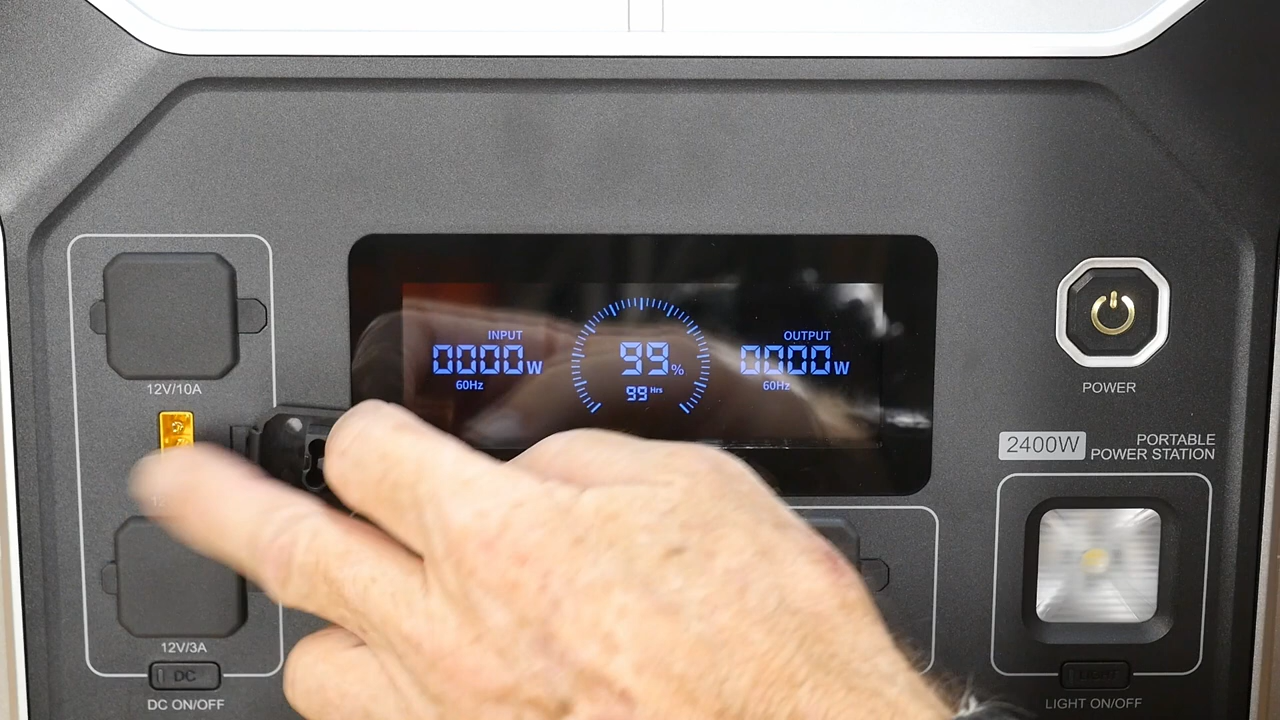 INPUT
0000W
60Hz
99%
99 Hrs
OUTPUT
0000W
60Hz
12V/10A
POWER
2400W
PORTABLE
POWER STATION
12V/3A
DC
DC ON/OFF
LIGHT
LIGHT ON/OFF